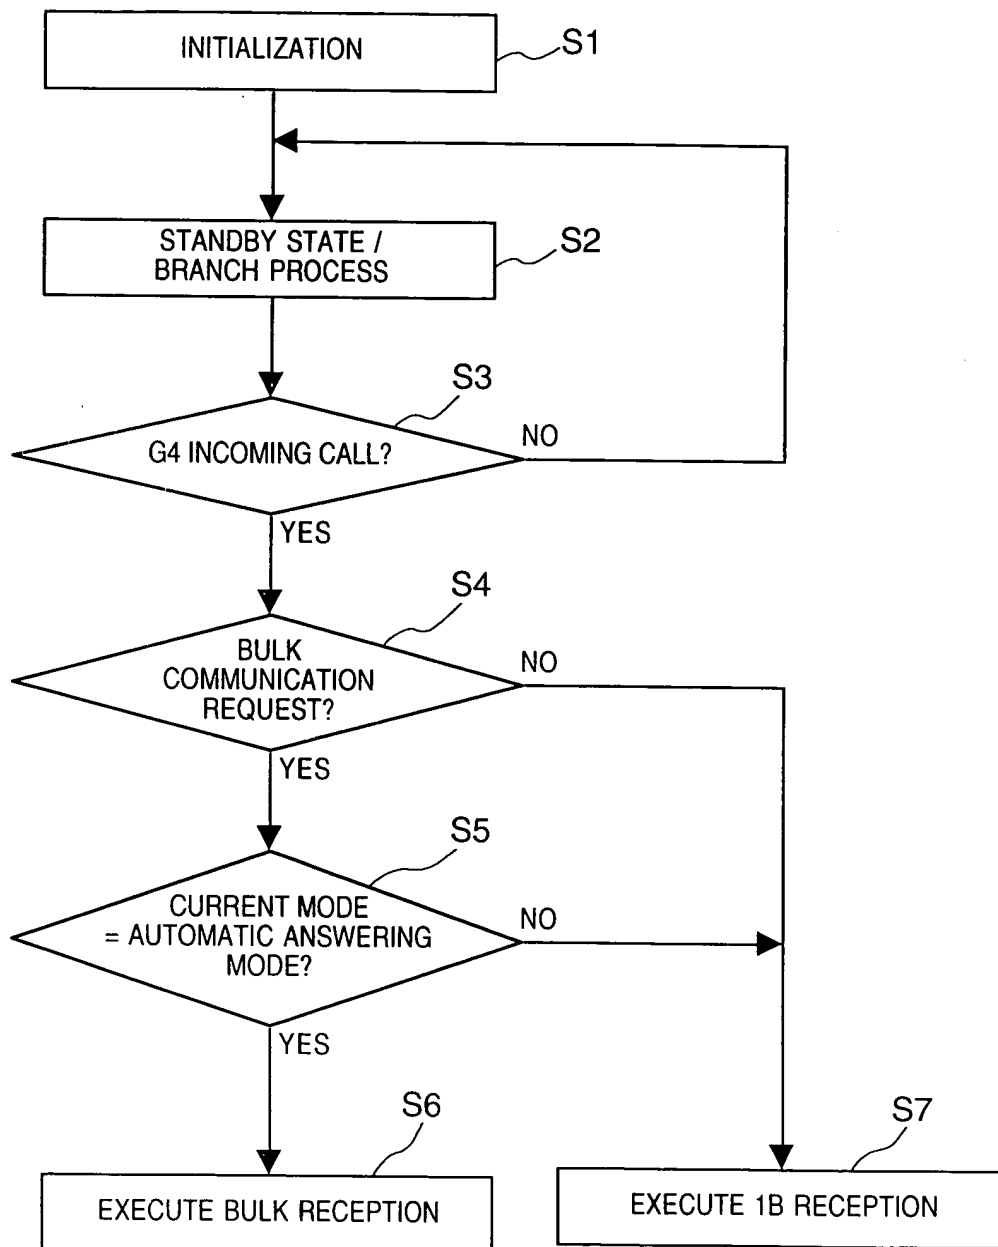 INITIALIZATION
S1
STANDBY STATE /
BRANCH PROCESS
S2
S3
G4 INCOMING CALL?
NO
YES
S4
BULK
COMMUNICATION
REQUEST?
NO
YES
S5
CURRENT MODE
= AUTOMATIC ANSWERING
MODE?
NO
YES
S6
EXECUTE BULK RECEPTION
S7
EXECUTE 1B RECEPTION